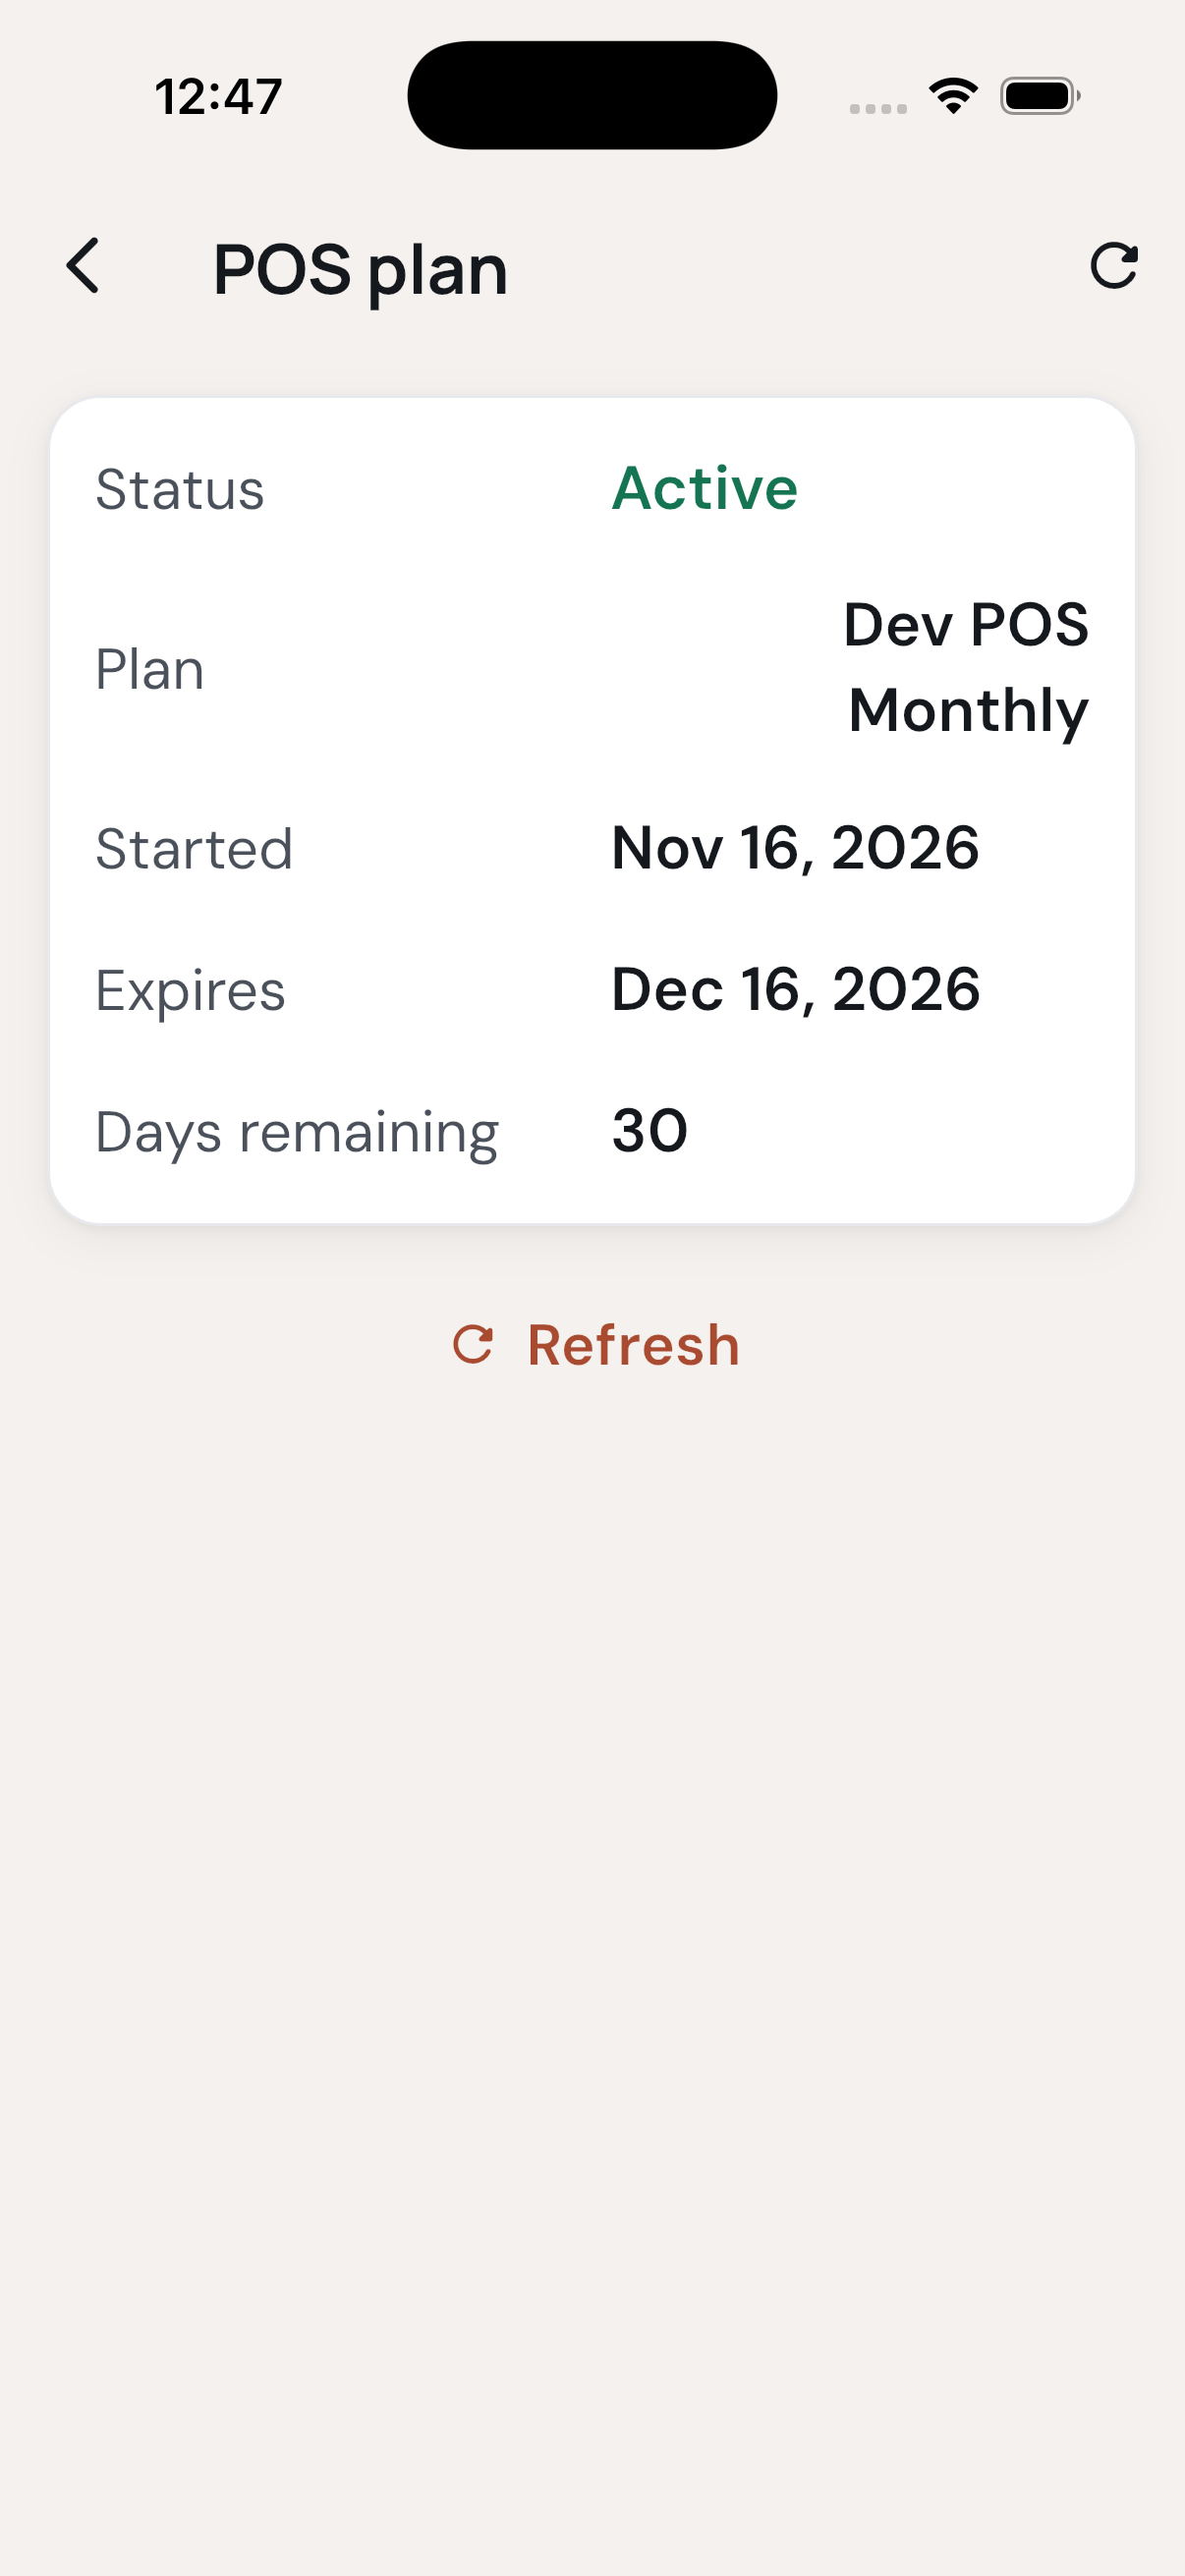 12:47
POS plan
Status Active
Plan Dev POS
Monthly
Started Nov 16, 2026
Expires Dec 16, 2026
Days remaining 30
Refresh